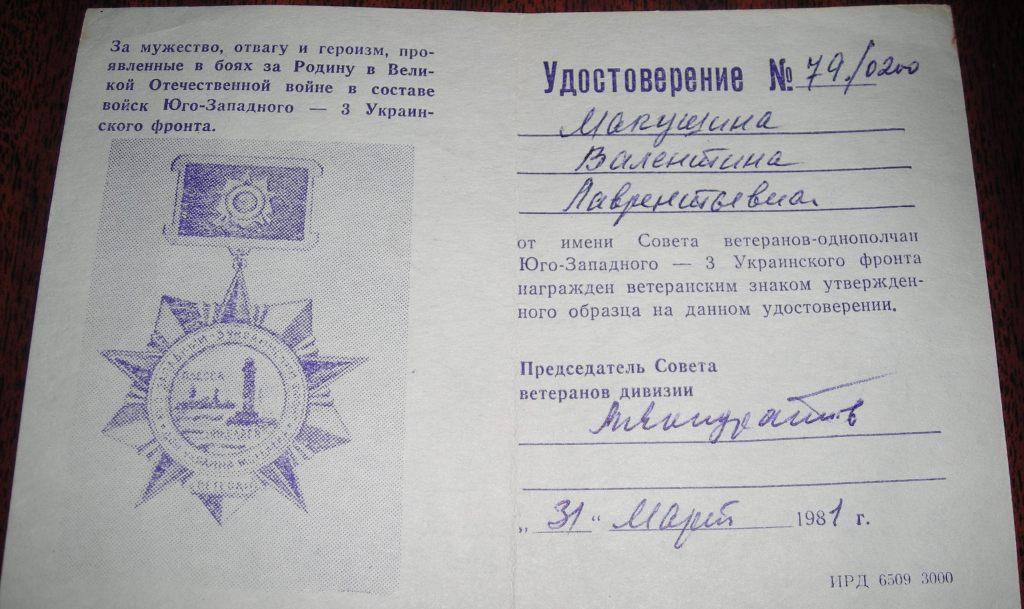 За мужество, отвагу и героизм, про-
явленные в боях за Родину в Вели-
кой Отечественной войне в составе
войск Юго-Западного — 3 Украин-
ского фронта.
ОДЕССА
ВЕТЕРАН
Удостоверение № 79/0200
Макушина
Валентина
Лаврентьевна
от имени Совета ветеранов-однополчан
Юго-Западного — 3 Украинского фронта
награжден ветеранским знаком утвержден-
ного образца на данном удостоверении.
Председатель Совета
ветеранов дивизии
„ 31 “ Март 1981 г.
ИРД 6509 3000